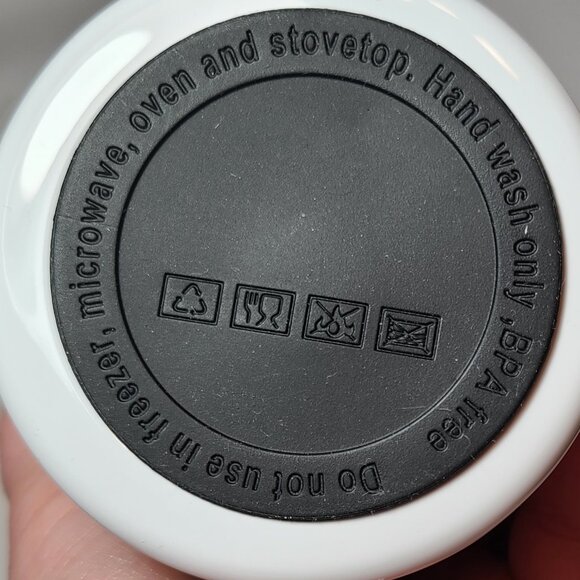 Do not use in freezer, microwave, oven and stovetop. Hand wash only ,BPA free